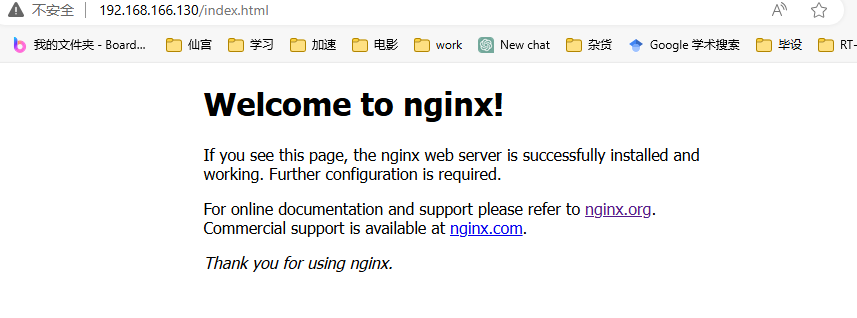 不安全 192.168.166.130/index.html
我的文件夹 - Board... 仙宫 学习 加速 电影 work New chat 杂货 Google 学术搜索 毕设 RT-
Welcome to nginx!
If you see this page, the nginx web server is successfully installed and
working. Further configuration is required.
For online documentation and support please refer to nginx.org.
Commercial support is available at nginx.com.
Thank you for using nginx.